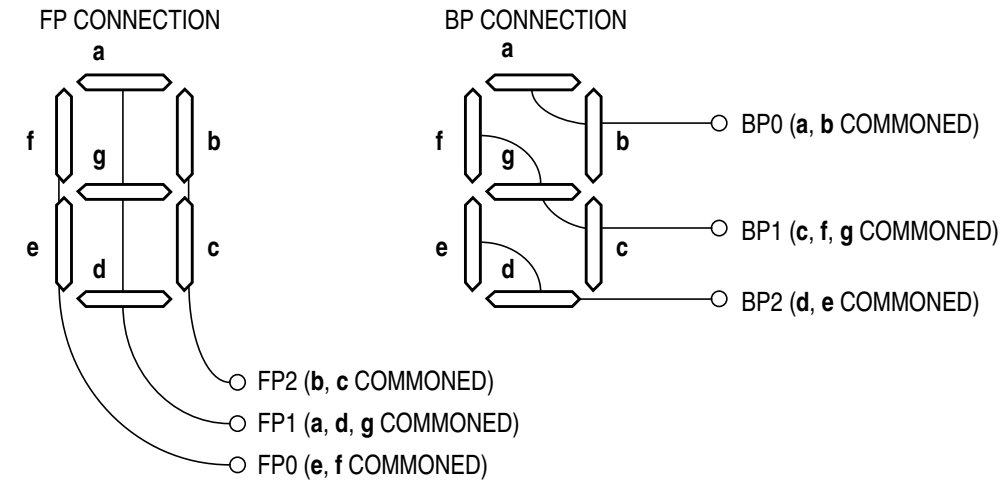 FP CONNECTION
a
f
b
g
e
c
d
FP2 (b, c COMMONED)
FP1 (a, d, g COMMONED)
FP0 (e, f COMMONED)
BP CONNECTION
a
f
b
g
e
c
d
BP0 (a, b COMMONED)
BP1 (c, f, g COMMONED)
BP2 (d, e COMMONED)